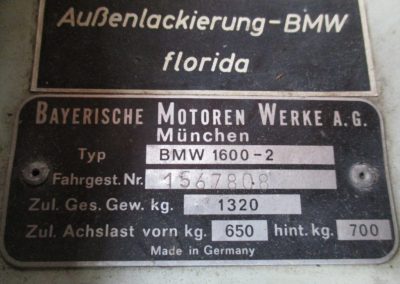 Außenlackierung-BMW
florida
BAYERISCHE MOTOREN WERKE A.G.
München
Typ BMW 1600-2
Fahrgest.Nr. 1567808
Zul. Ges. Gew. kg. 1320
Zul. Achslast vorn kg. 650 hint. kg. 700
Made in Germany